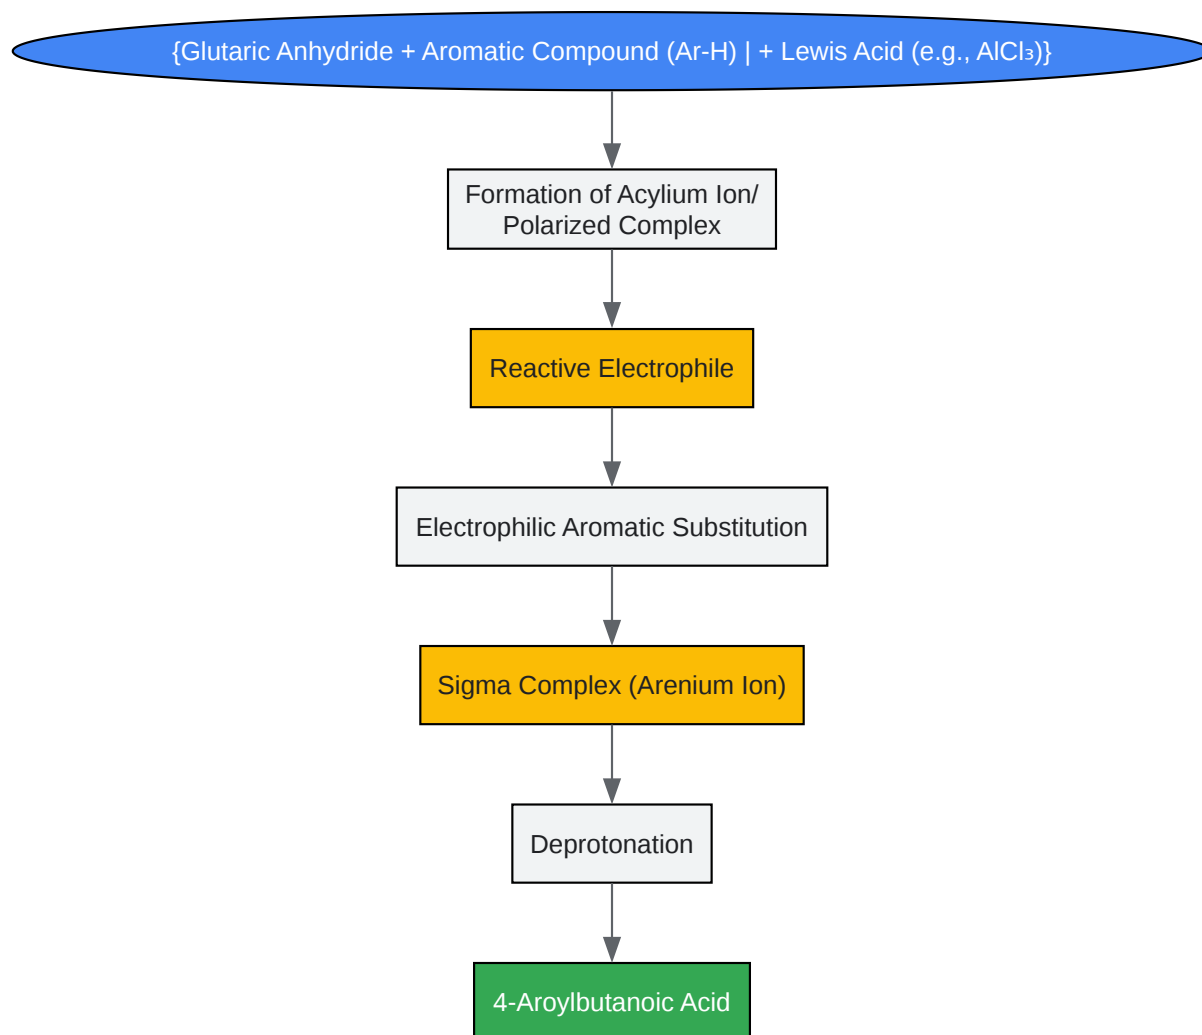 {Glutaric Anhydride + Aromatic Compound (Ar-H) | + Lewis Acid (e.g., AlCl₃)}
Formation of Acylium Ion/
Polarized Complex
Reactive Electrophile
Electrophilic Aromatic Substitution
Sigma Complex (Arenium Ion)
Deprotonation
4-Aroylbutanoic Acid